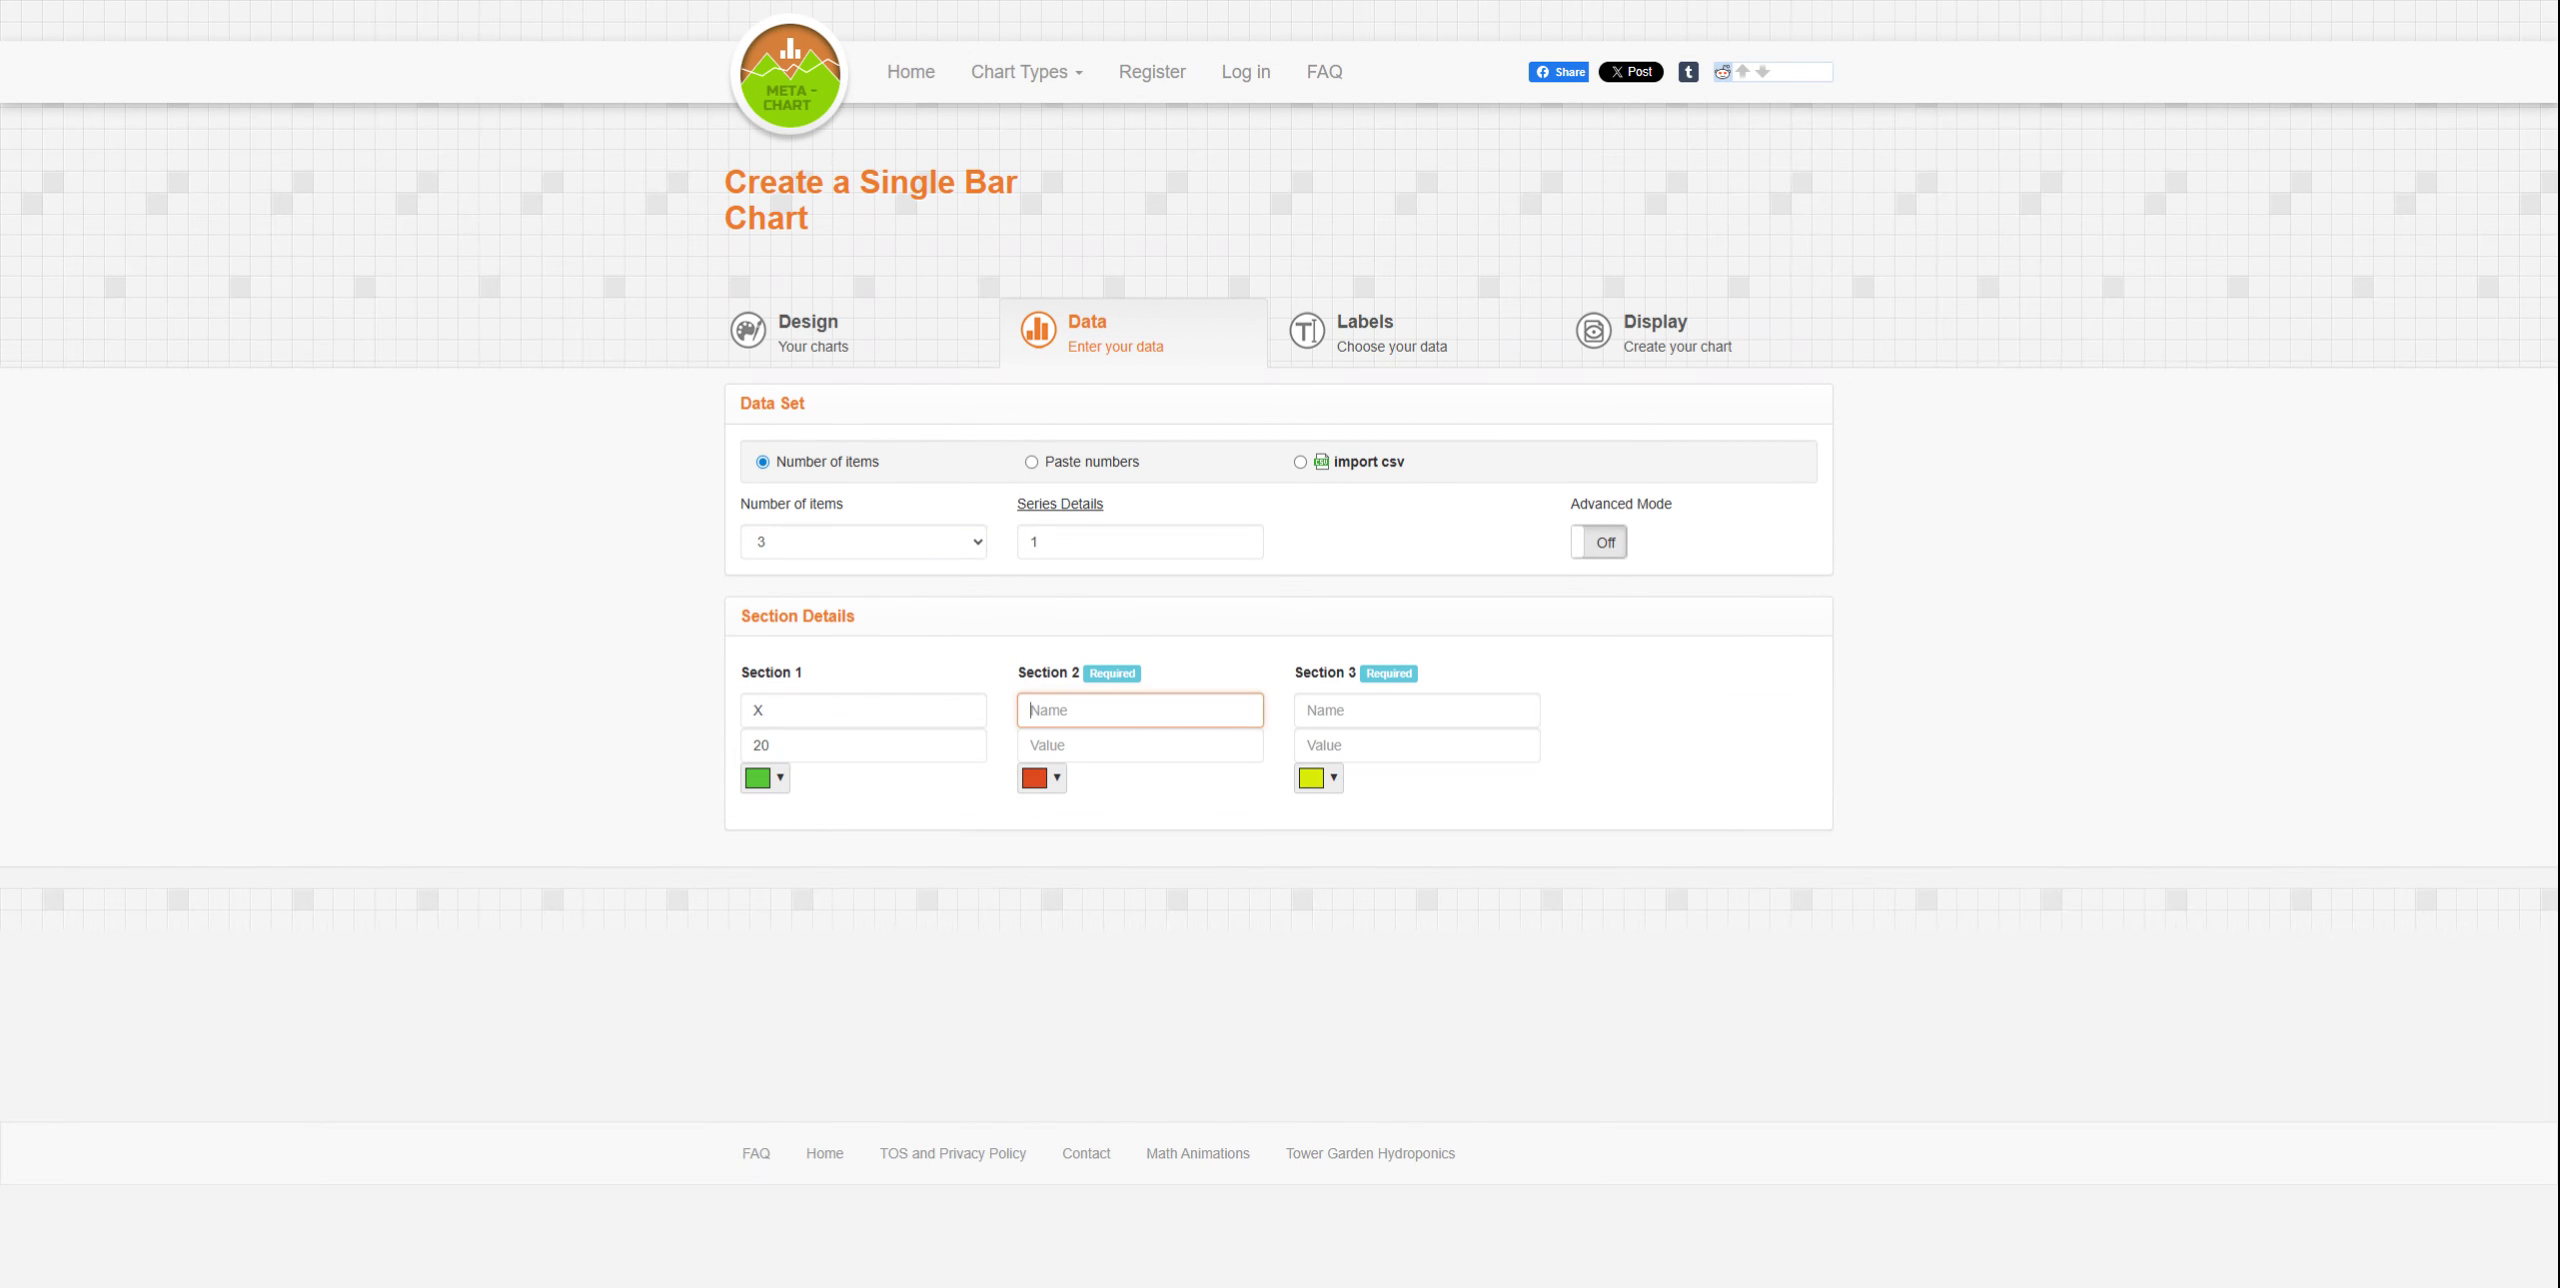 META -
CHART
Home
Chart Types
Register
Log in
FAQ
Share
X Post
t
Create a Single Bar
Chart
Design
Your charts
Data
Enter your data
Labels
Choose your data
Display
Create your chart
Data Set
Number of items
Paste numbers
import csv
Number of items
Series Details
Advanced Mode
3
1
Off
Section Details
Section 1
Section 2 Required
Section 3 Required
X
Name
Name
20
Value
Value
FAQ
Home
TOS and Privacy Policy
Contact
Math Animations
Tower Garden Hydroponics